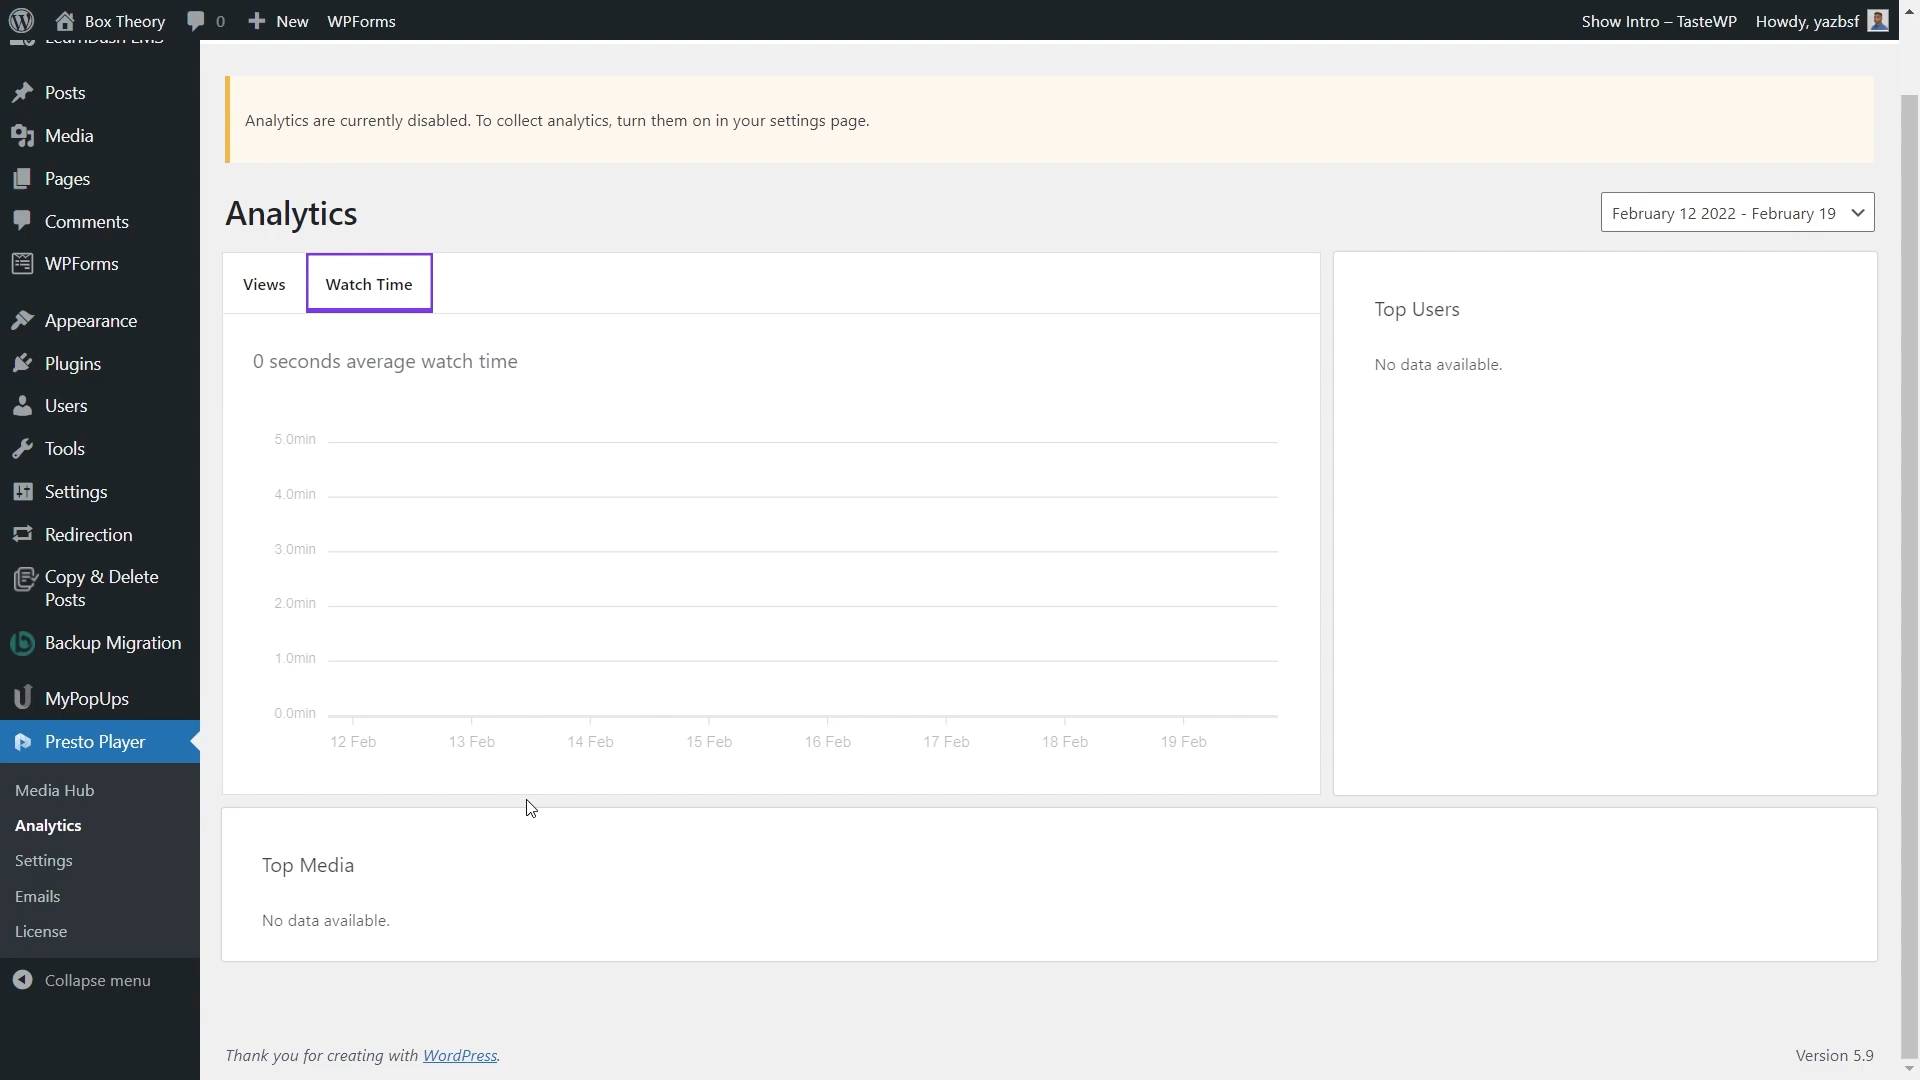 Box Theory
0
New
WPForms
Show Intro – TasteWP
Howdy, yazbsf
LearnDash LMS
Posts
Media
Pages
Comments
WPForms
Appearance
Plugins
Users
Tools
Settings
Redirection
Copy & Delete
Posts
Backup Migration
MyPopUps
Presto Player
Media Hub
Analytics
Settings
Emails
License
Collapse menu
Analytics are currently disabled. To collect analytics, turn them on in your settings page.
Analytics
February 12 2022 - February 19
Views
Watch Time
0 seconds average watch time
5.0min
4.0min
3.0min
2.0min
1.0min
0.0min
12 Feb
13 Feb
14 Feb
15 Feb
16 Feb
17 Feb
18 Feb
19 Feb
Top Users
No data available.
Top Media
No data available.
Thank you for creating with WordPress.
Version 5.9